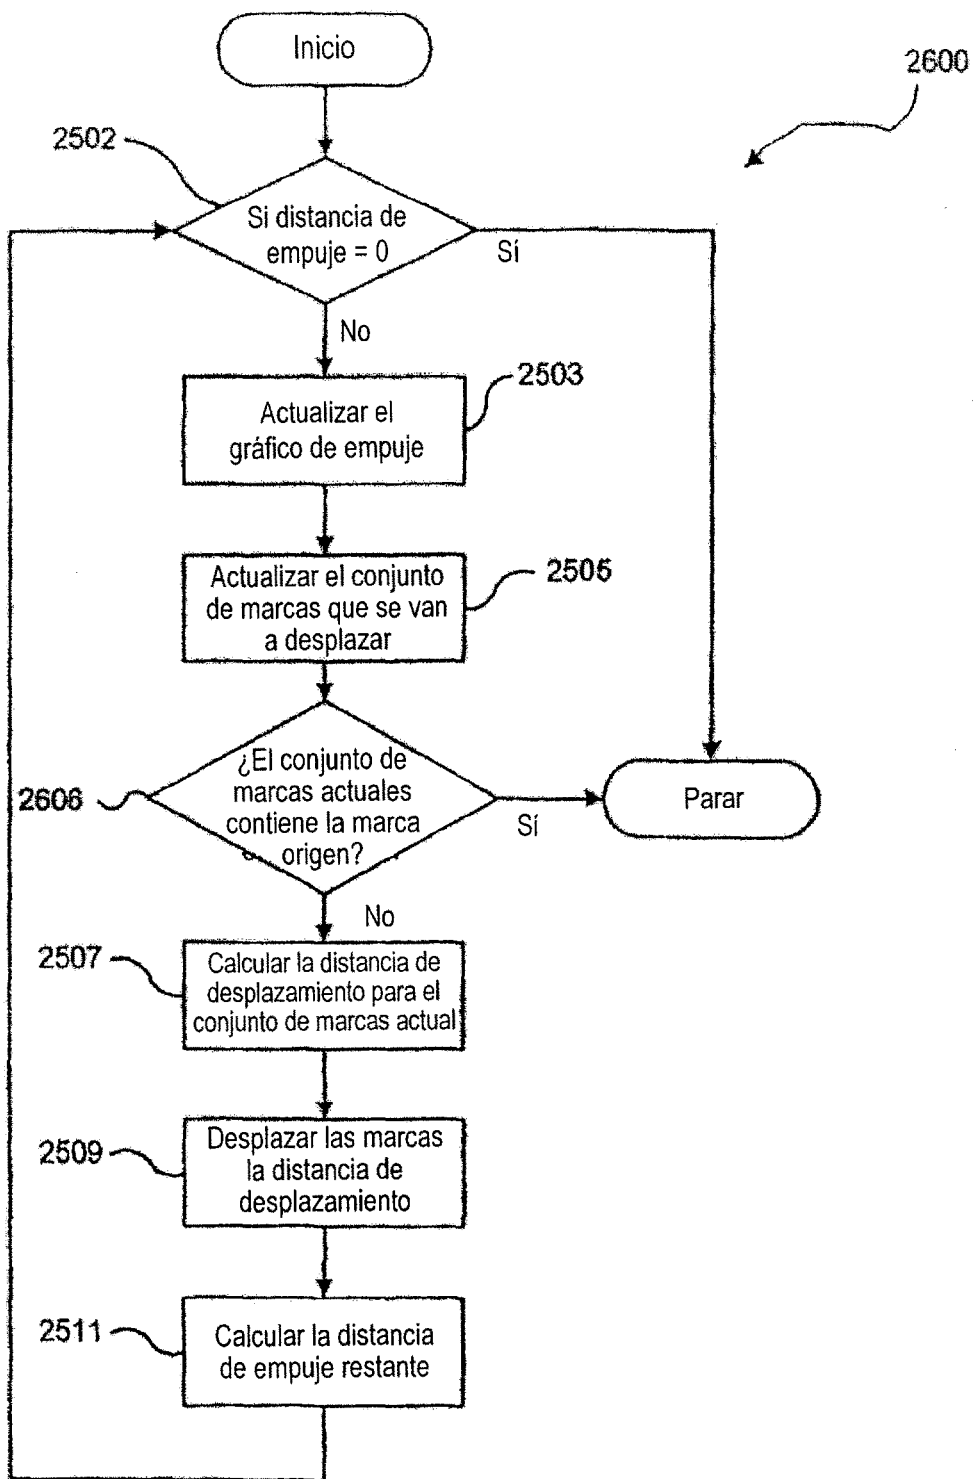 Inicio
2600
2502
Si distancia de
empuje = 0
Sí
No
2503
Actualizar el
gráfico de empuje
2505
Actualizar el conjunto
de marcas que se van
a desplazar
2606
¿El conjunto de
marcas actuales
contiene la marca
origen?
Sí
Parar
No
2507
Calcular la distancia de
desplazamiento para el
conjunto de marcas actual
2509
Desplazar las marcas
la distancia de
desplazamiento
2511
Calcular la distancia
de empuje restante